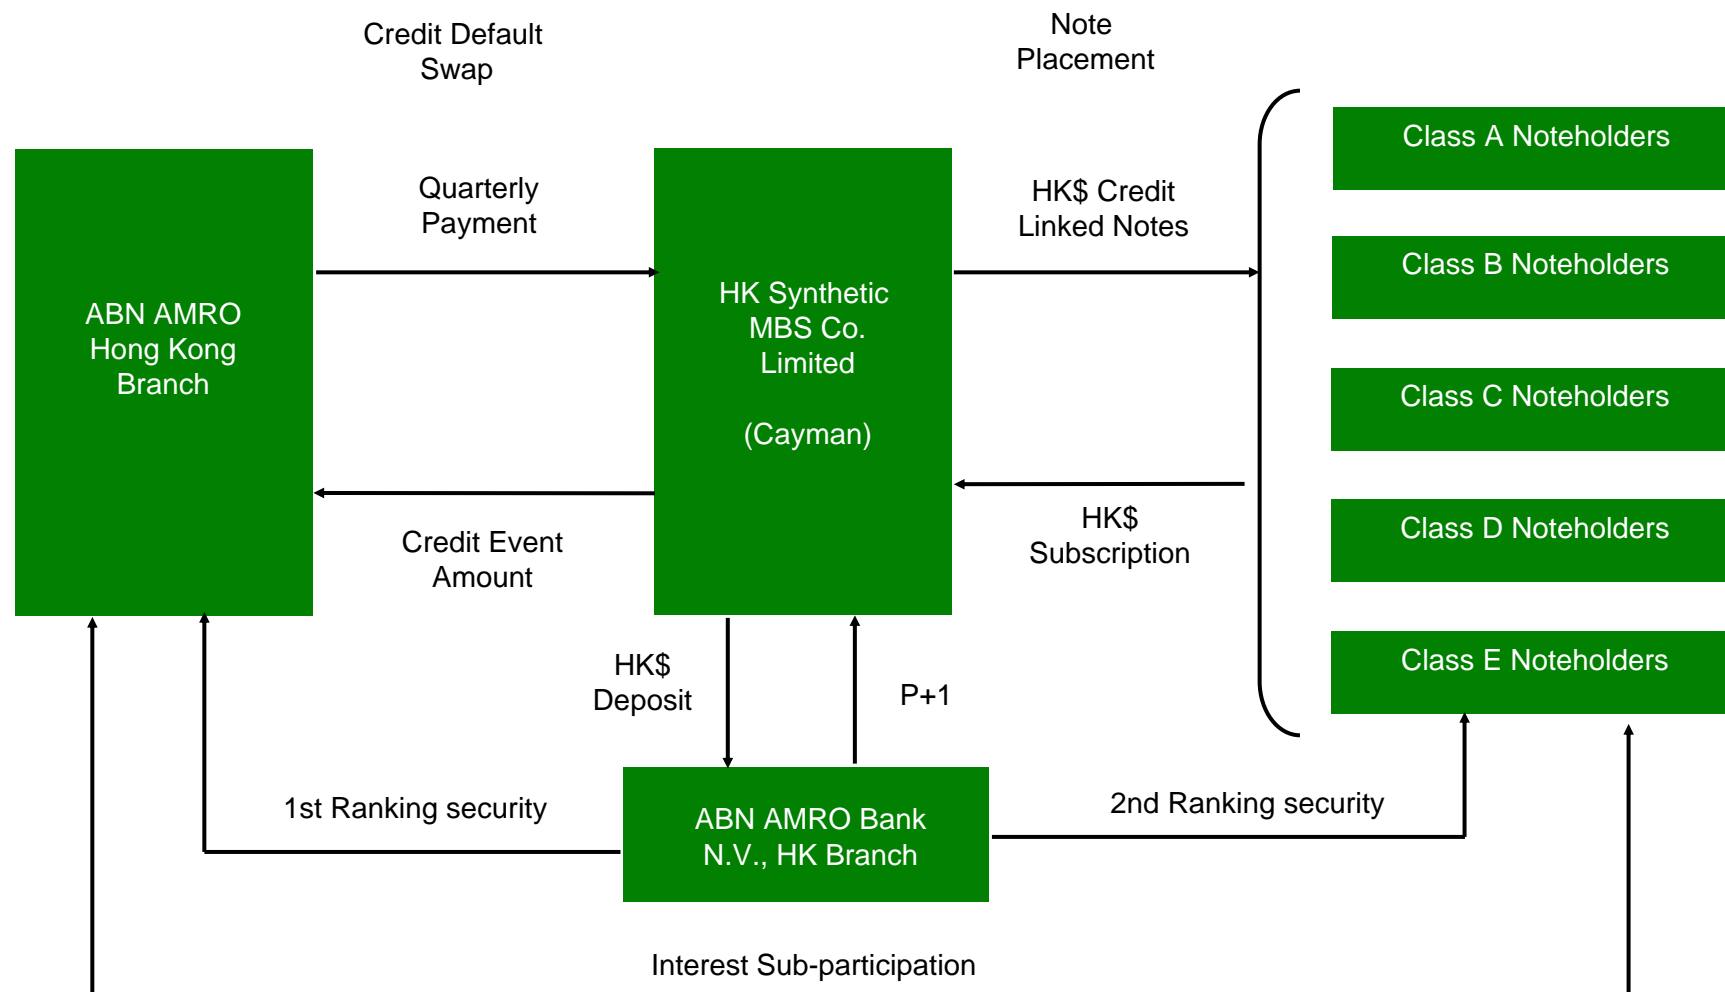 Credit Default
Swap
Note
Placement
Quarterly
Payment
HK$ Credit
Linked Notes
ABN AMRO
Hong Kong
Branch
HK Synthetic
MBS Co.
Limited
(Cayman)
Class A Noteholders
Class B Noteholders
Class C Noteholders
Class D Noteholders
Class E Noteholders
Credit Event
Amount
HK$
Subscription
HK$
Deposit
P+1
1st Ranking security
ABN AMRO Bank
N.V., HK Branch
2nd Ranking security
Interest Sub-participation